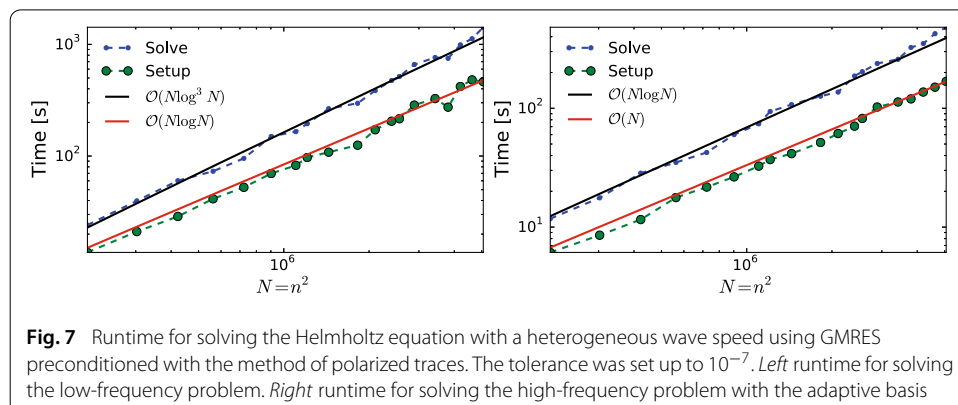 Solve
Setup
𝒪(Nlog³ N)
𝒪(NlogN)
10³
10²
Time [s]
10⁶
N = n²
Solve
Setup
𝒪(NlogN)
𝒪(N)
10²
10¹
Time [s]
10⁶
N = n²
Fig. 7 Runtime for solving the Helmholtz equation with a heterogeneous wave speed using GMRES
preconditioned with the method of polarized traces. The tolerance was set up to 10⁻⁷. Left runtime for solving
the low-frequency problem. Right runtime for solving the high-frequency problem with the adaptive basis